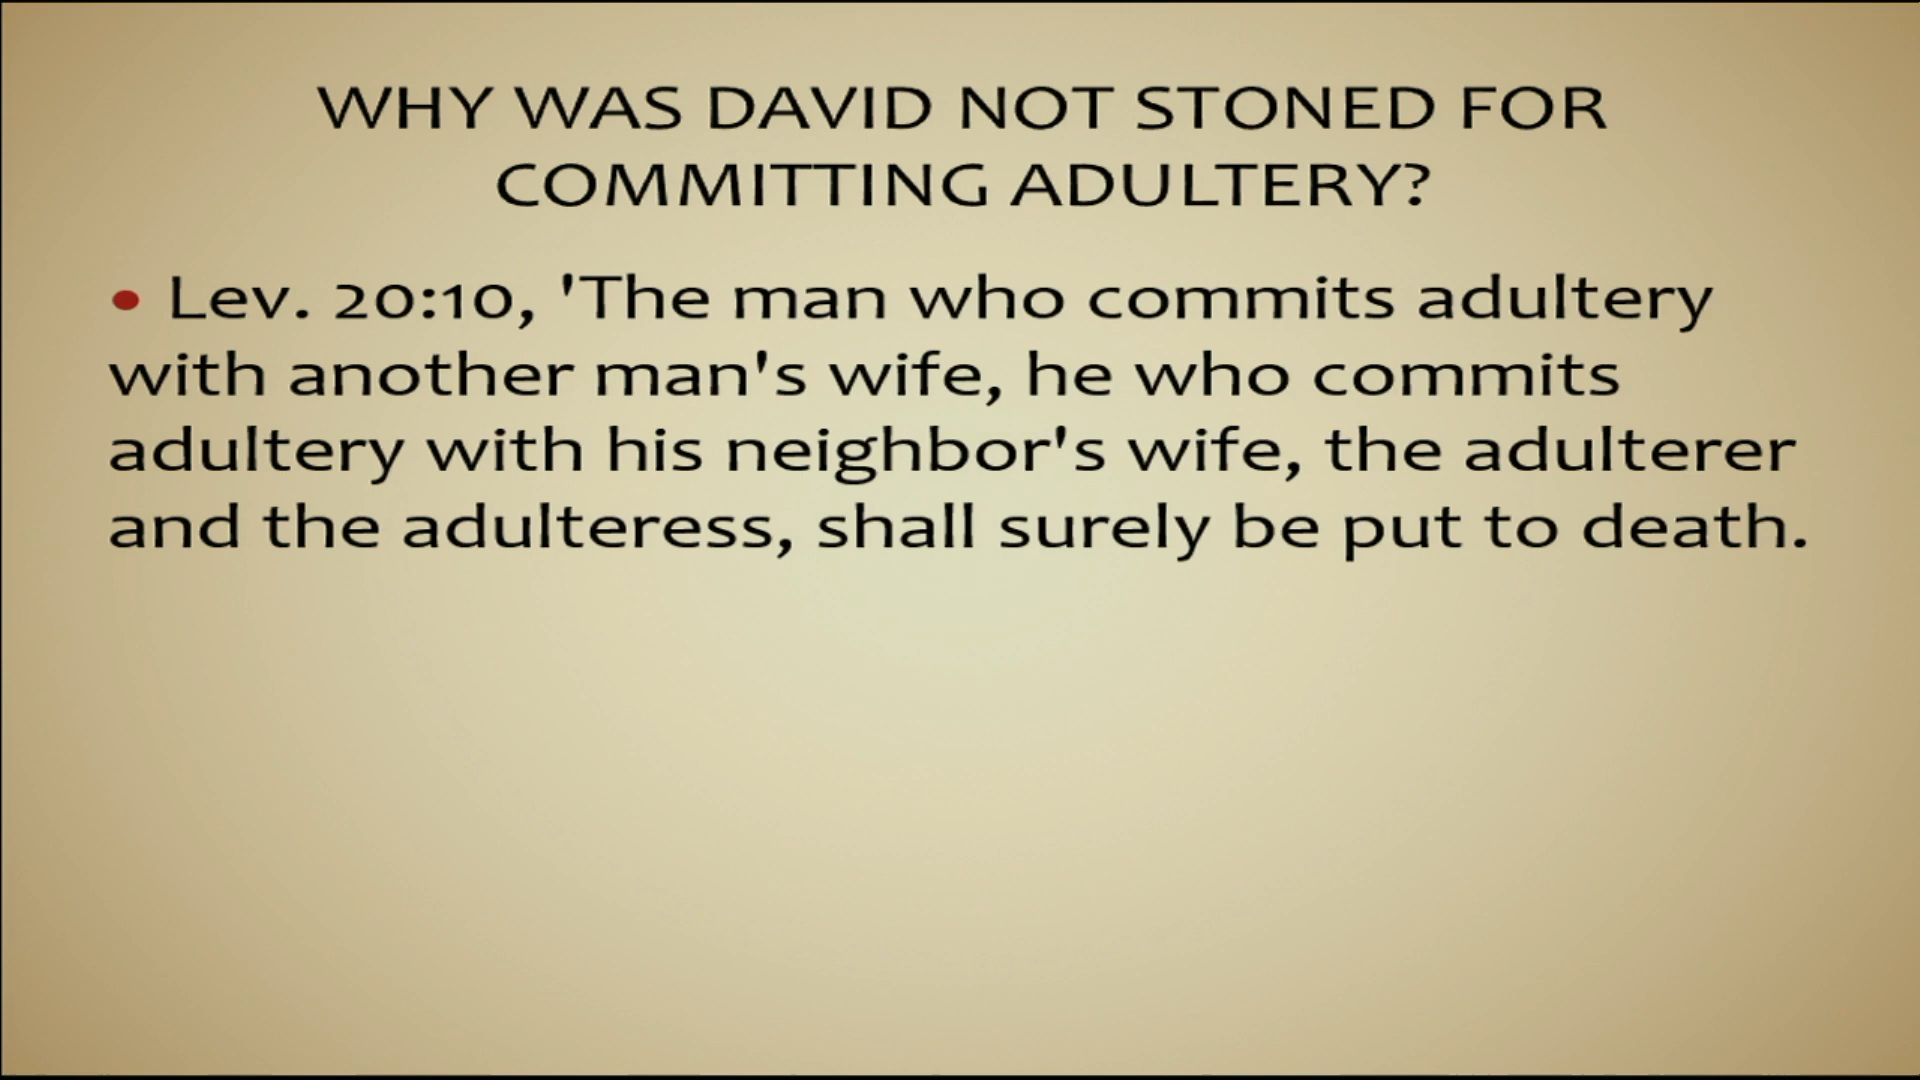 WHY WAS DAVID NOT STONED FOR
COMMITTING ADULTERY?
• Lev. 20:10, 'The man who commits adultery
with another man's wife, he who commits
adultery with his neighbor's wife, the adulterer
and the adulteress, shall surely be put to death.